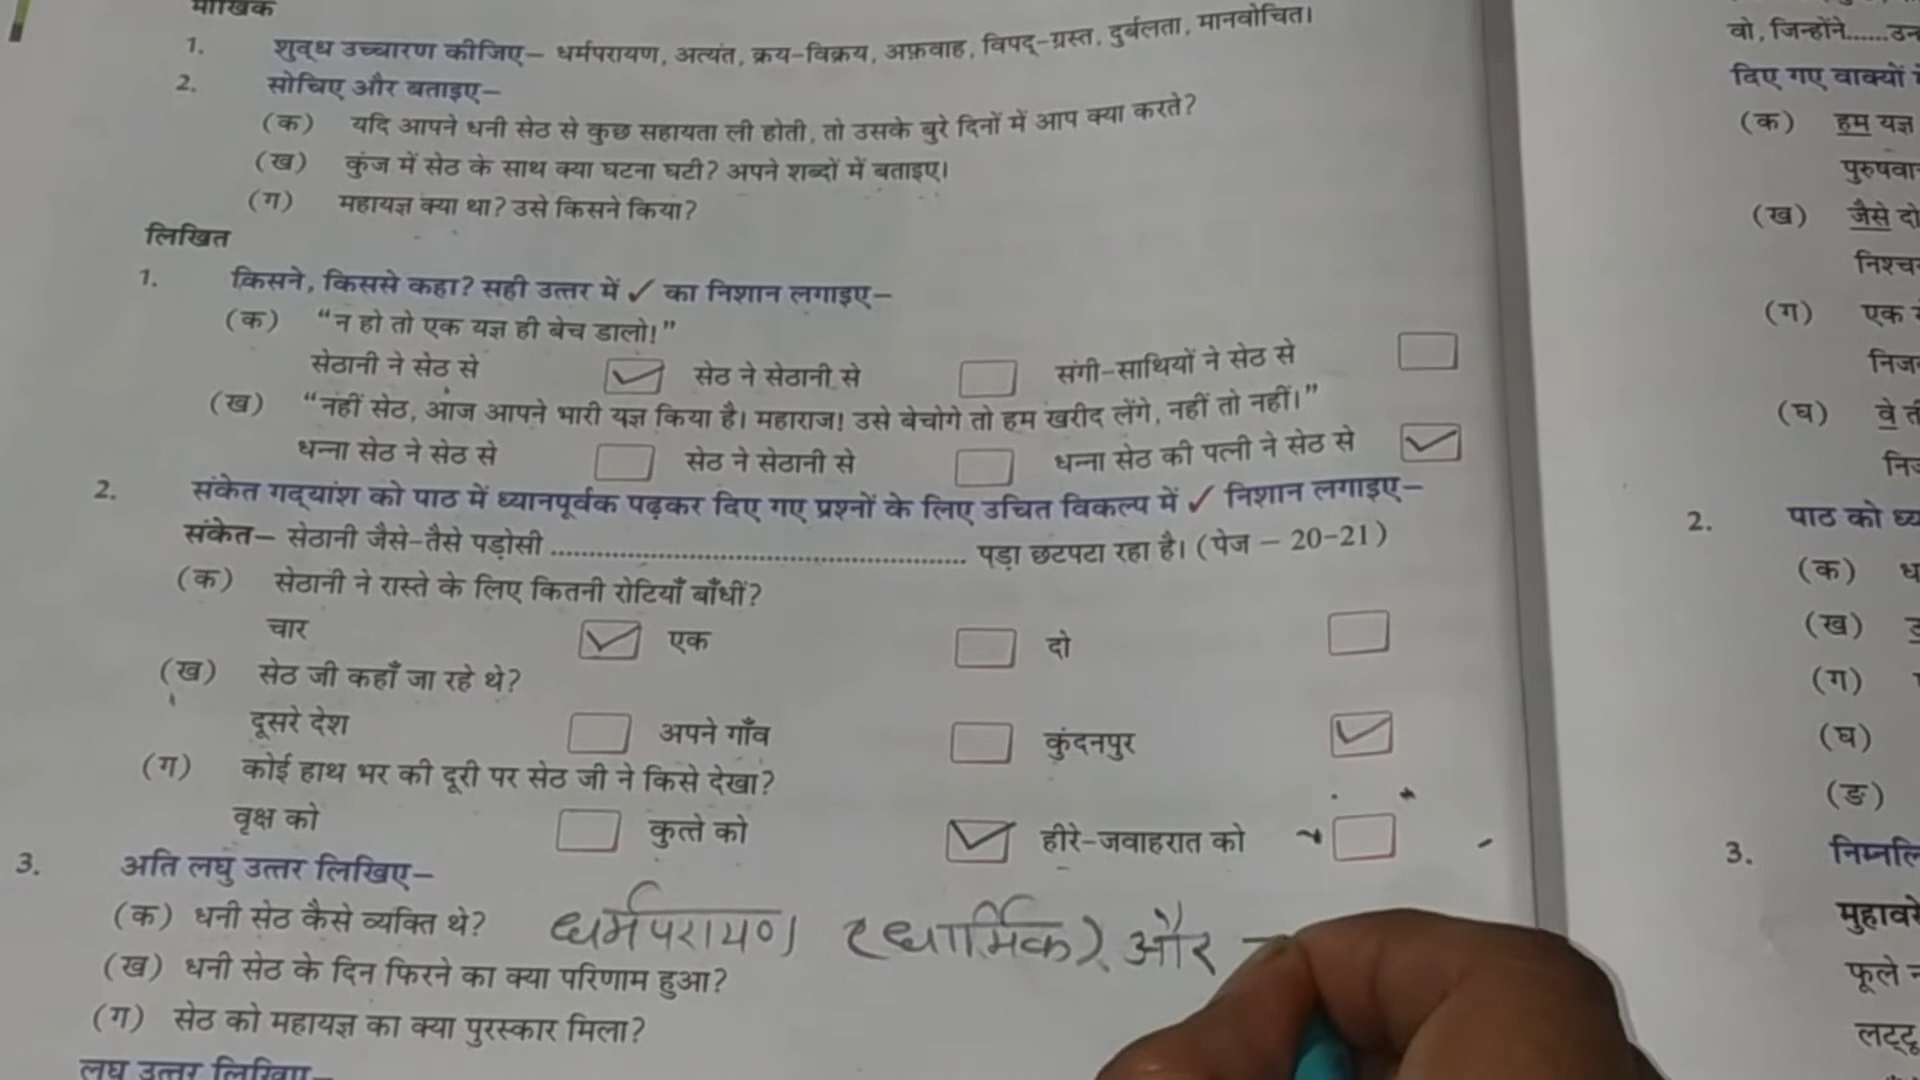 मौखिक
1. शुद्ध उच्चारण कीजिए– धर्मपरायण, अत्यंत, क्रय-विक्रय, अफ़वाह, विपद्-ग्रस्त, दुर्बलता, मानवोचित।
2. सोचिए और बताइए–
(क) यदि आपने धनी सेठ से कुछ सहायता ली होती, तो उसके बुरे दिनों में आप क्या करते?
(ख) कुंज में सेठ के साथ क्या घटना घटी? अपने शब्दों में बताइए।
(ग) महायज्ञ क्या था? उसे किसने किया?
लिखित
1. किसने, किससे कहा? सही उत्तर में ✓ का निशान लगाइए–
(क) “न हो तो एक यज्ञ ही बेच डालो!”
सेठानी ने सेठ से ✓ सेठ ने सेठानी से संगी-साथियों ने सेठ से
(ख) “नहीं सेठ, आज आपने भारी यज्ञ किया है। महाराज! उसे बेचोगे तो हम खरीद लेंगे, नहीं तो नहीं।”
धन्ना सेठ ने सेठ से सेठ ने सेठानी से धन्ना सेठ की पत्नी ने सेठ से ✓
2. संकेत गद्यांश को पाठ में ध्यानपूर्वक पढ़कर दिए गए प्रश्नों के लिए उचित विकल्प में ✓ निशान लगाइए–
संकेत– सेठानी जैसे-तैसे पड़ोसी ........................................................ पड़ा छटपटा रहा है। (पेज – 20-21)
(क) सेठानी ने रास्ते के लिए कितनी रोटियाँ बाँधीं?
चार ✓ एक दो
(ख) सेठ जी कहाँ जा रहे थे?
दूसरे देश अपने गाँव कुंदनपुर ✓
(ग) कोई हाथ भर की दूरी पर सेठ जी ने किसे देखा?
वृक्ष को कुत्ते को ✓ हीरे-जवाहरात को
3. अति लघु उत्तर लिखिए–
(क) धनी सेठ कैसे व्यक्ति थे? धर्मपरायण (धार्मिक) और
(ख) धनी सेठ के दिन फिरने का क्या परिणाम हुआ?
(ग) सेठ को महायज्ञ का क्या पुरस्कार मिला?
लघु उत्तर लिखिए–
वो, जिन्होंने......उन
दिए गए वाक्यों
(क) हम यज्ञ
पुरुषवा
(ख) जैसे दो
निश्च
(ग) एक
निज
(घ) वे
2. पाठ को
(क)
(ख)
(ग)
(घ)
(ङ)
3. निम्नलि
मुहावरे
फूले न
लट्टू